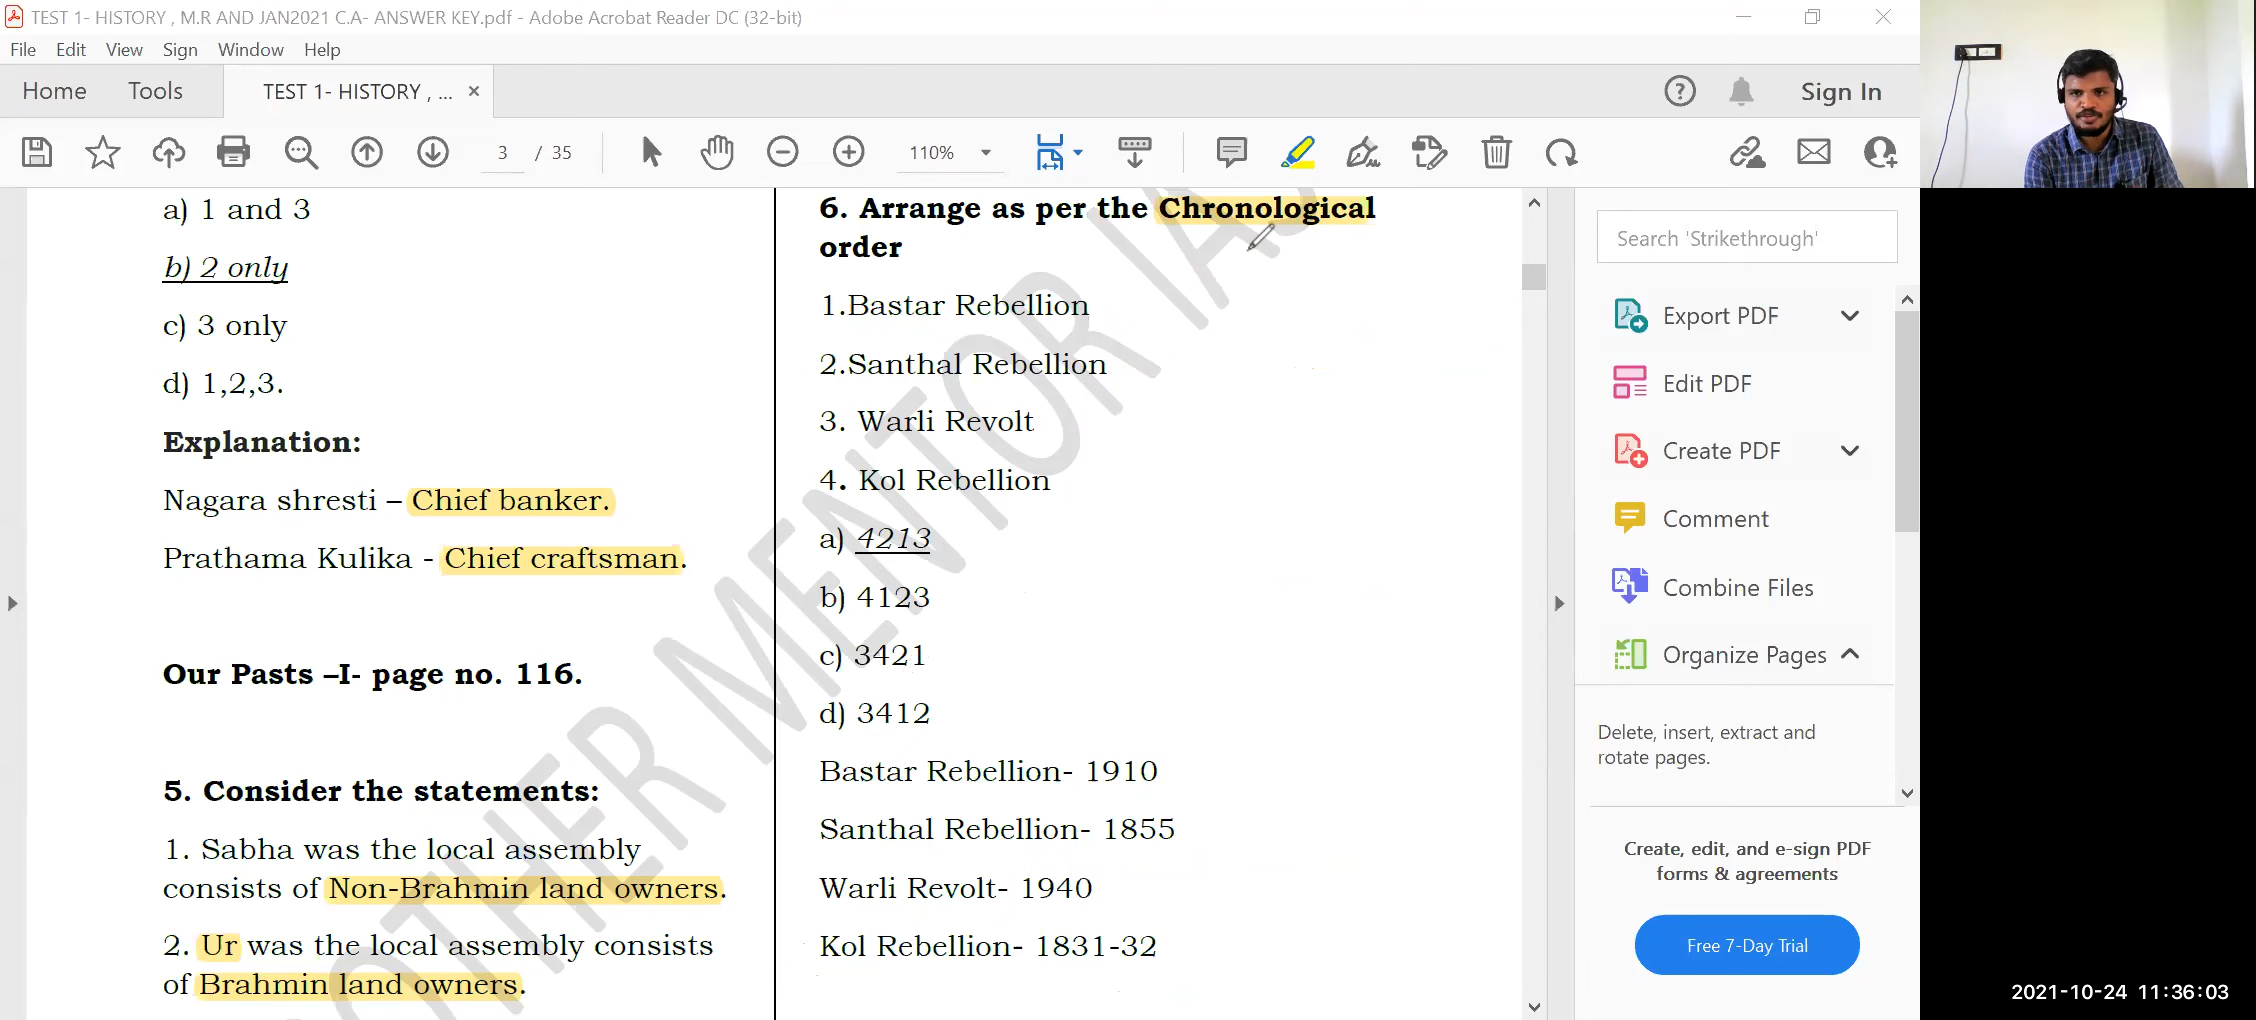 TEST 1- HISTORY , M.R AND JAN2021 C.A- ANSWER KEY.pdf - Adobe Acrobat Reader DC (32-bit)
File Edit View Sign Window Help
Home Tools TEST 1- HISTORY , ... ×
Sign In
3 / 35
110%
a) 1 and 3
b) 2 only
c) 3 only
d) 1,2,3.
Explanation:
Nagara shresti – Chief banker.
Prathama Kulika - Chief craftsman.
Our Pasts –I- page no. 116.
5. Consider the statements:
1. Sabha was the local assembly
consists of Non-Brahmin land owners.
2. Ur was the local assembly consists
of Brahmin land owners.
6. Arrange as per the Chronological
order
1.Bastar Rebellion
2.Santhal Rebellion
3. Warli Revolt
4. Kol Rebellion
a) 4213
b) 4123
c) 3421
d) 3412
Bastar Rebellion- 1910
Santhal Rebellion- 1855
Warli Revolt- 1940
Kol Rebellion- 1831-32
OTHER MENTOR IAS
Search 'Strikethrough'
Export PDF
Edit PDF
Create PDF
Comment
Combine Files
Organize Pages
Delete, insert, extract and
rotate pages.
Create, edit, and e-sign PDF
forms & agreements
Free 7-Day Trial
2021-10-24 11:36:03